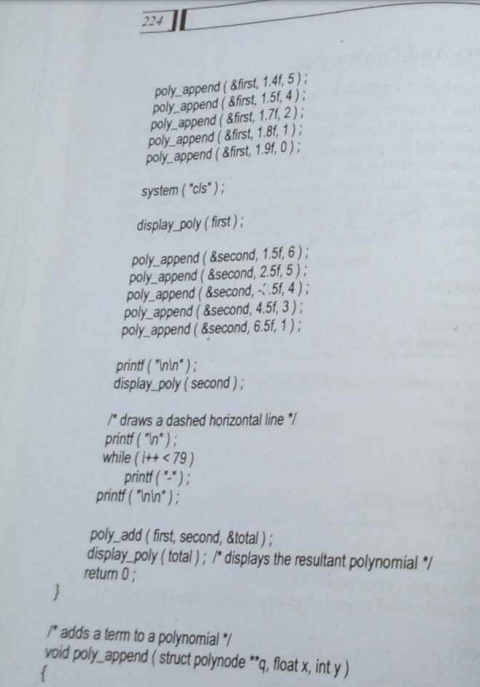 224
poly_append ( &first, 1.4f, 5 ) ;
poly_append ( &first, 1.5f, 4 ) ;
poly_append ( &first, 1.7f, 2 ) ;
poly_append ( &first, 1.8f, 1 ) ;
poly_append ( &first, 1.9f, 0 ) ;
system ( "cls" ) ;
display_poly ( first ) ;
poly_append ( &second, 1.5f, 6 ) ;
poly_append ( &second, 2.5f, 5 ) ;
poly_append ( &second, 4 ) ;
poly_append ( &second, 4.5f, 3 ) ;
poly_append ( &second, 6.5f, 1 ) ;
printf ( "\n\n" ) ;
display_poly ( second ) ;
/* draws a dashed horizontal line */
printf ( "\n" ) ;
while ( i++ < 79 )
printf ( "-" ) ;
printf ( "\n\n" ) ;
poly_add ( first, second, &total ) ;
display_poly ( total ) ; /* displays the resultant polynomial */
return 0 ;
}
/* adds a term to a polynomial */
void poly_append ( struct polynode **q, float x, int y )
{